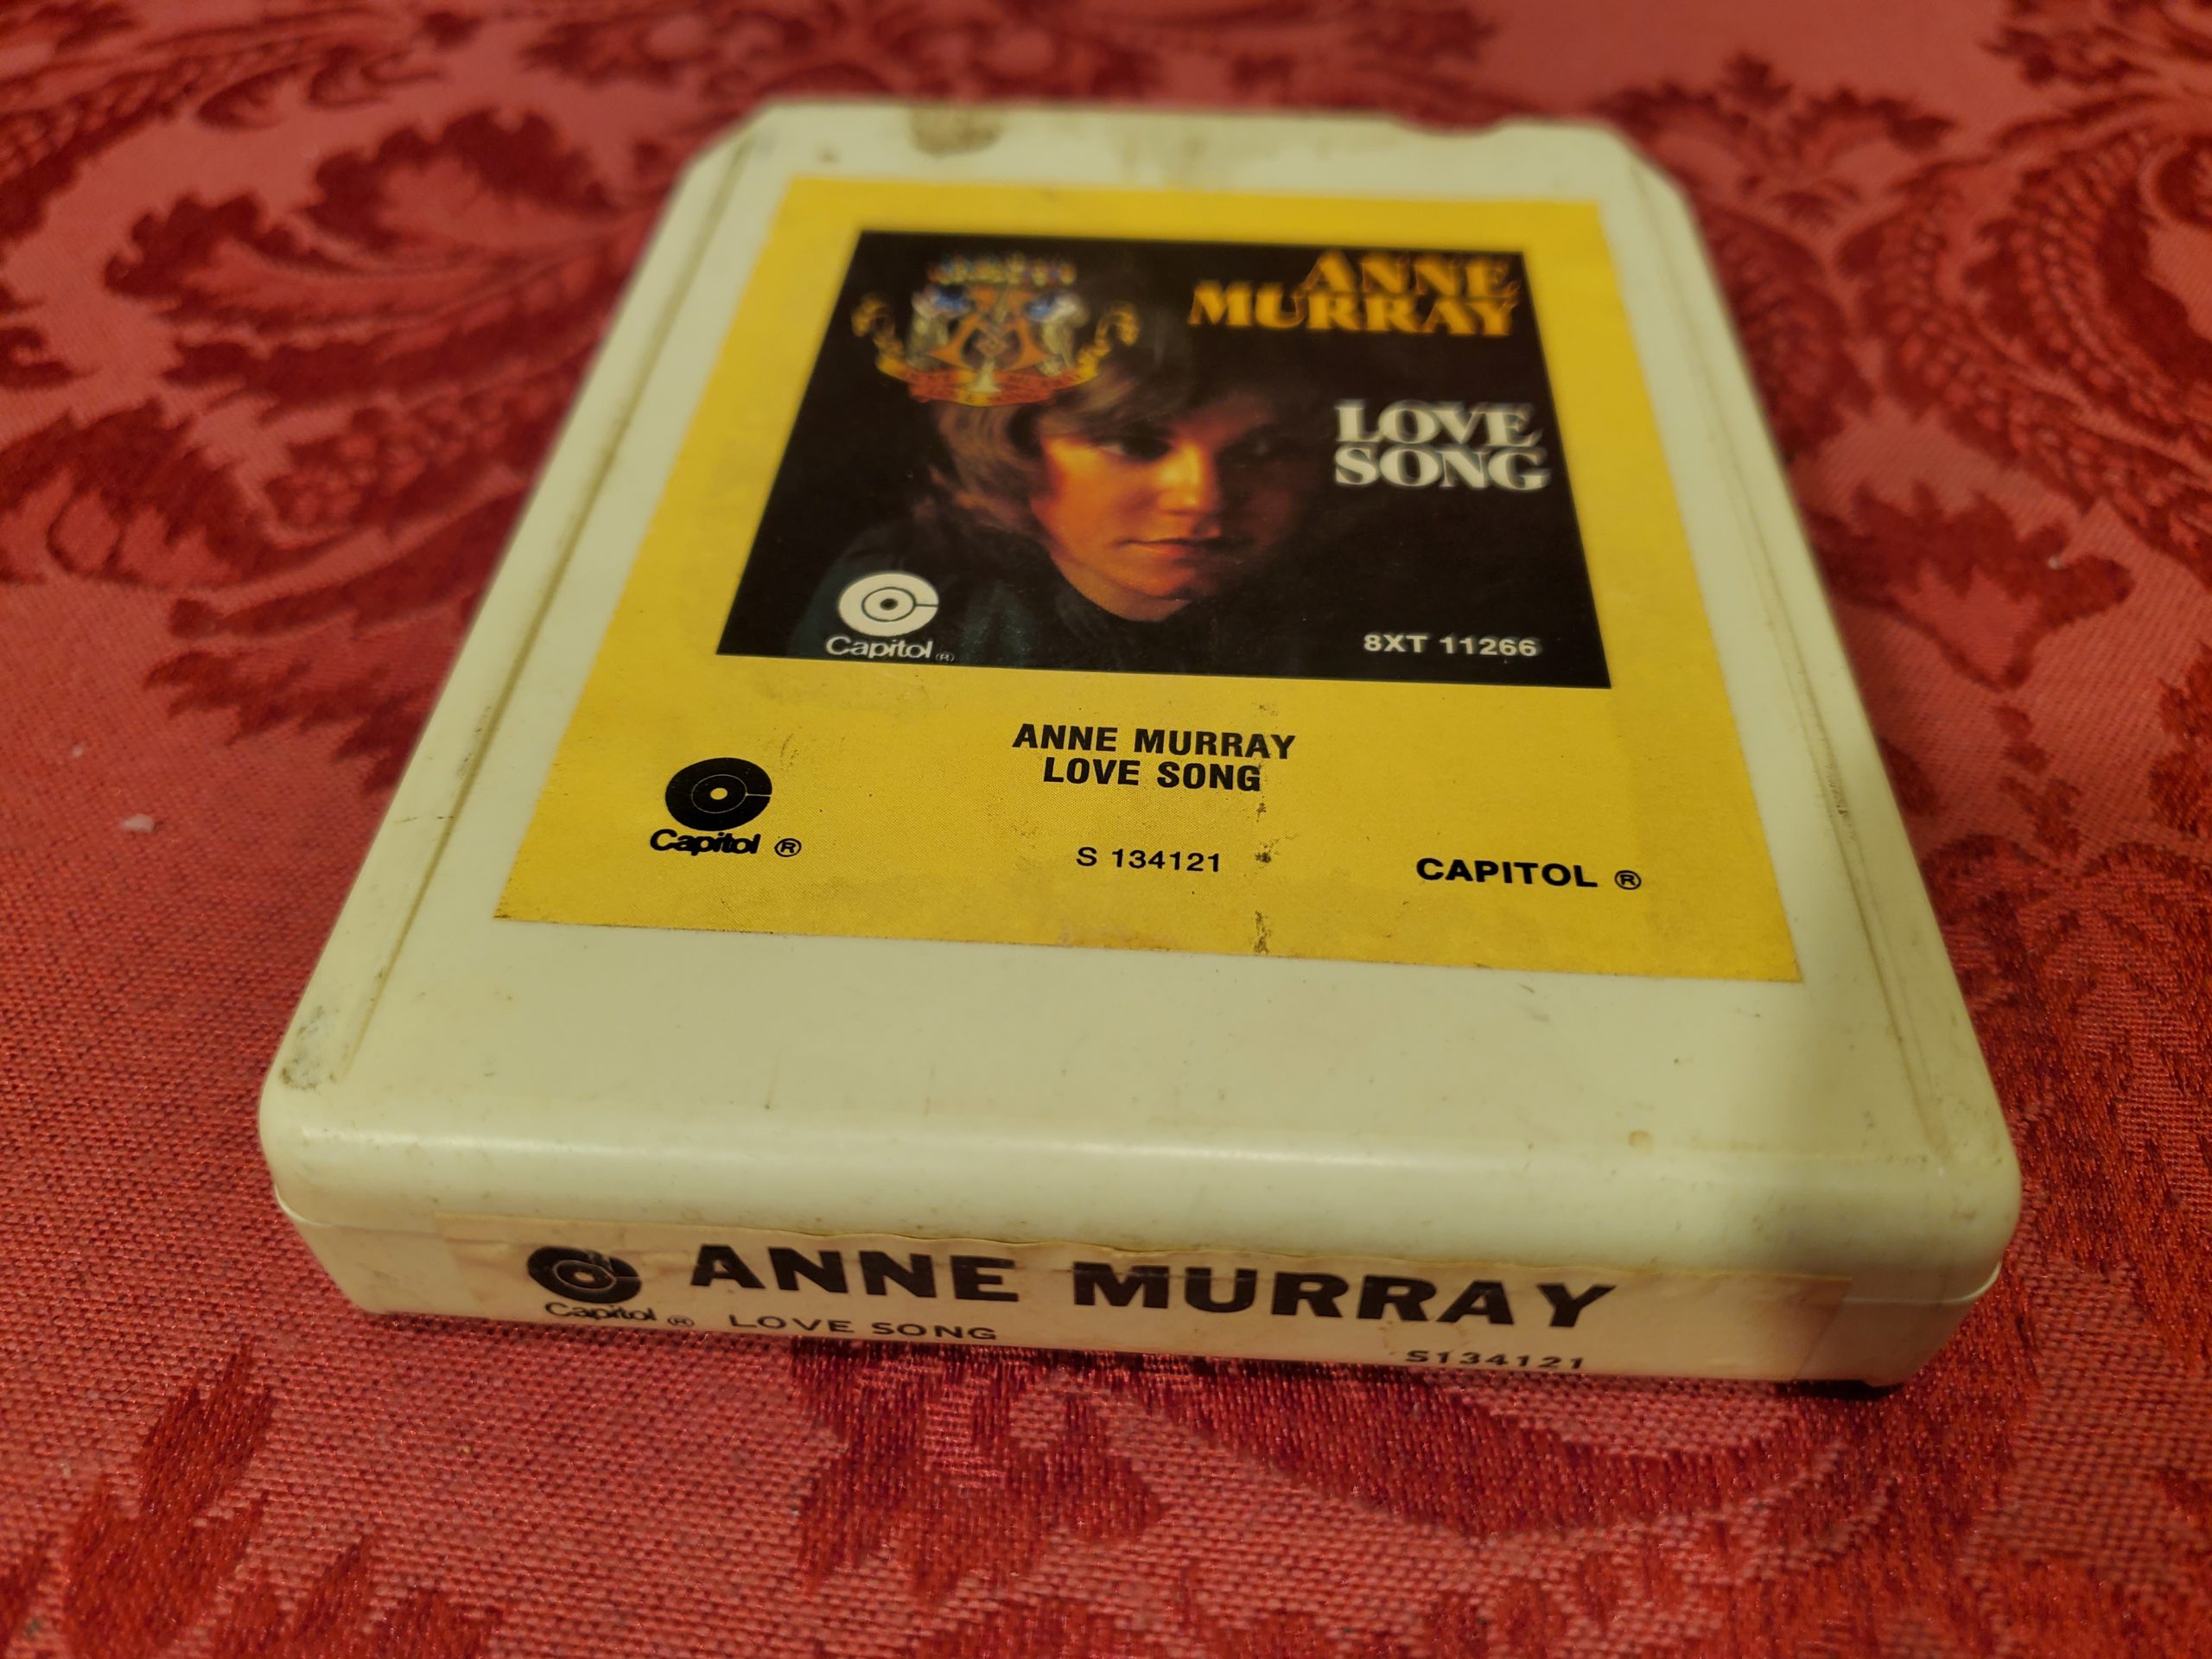 ANNE
MURRAY
LOVE
SONG
Capitol ®
8XT 11266
ANNE MURRAY
LOVE SONG
Capitol ®
S 134121
CAPITOL ®
ANNE MURRAY
Capitol ® LOVE SONG
S134121